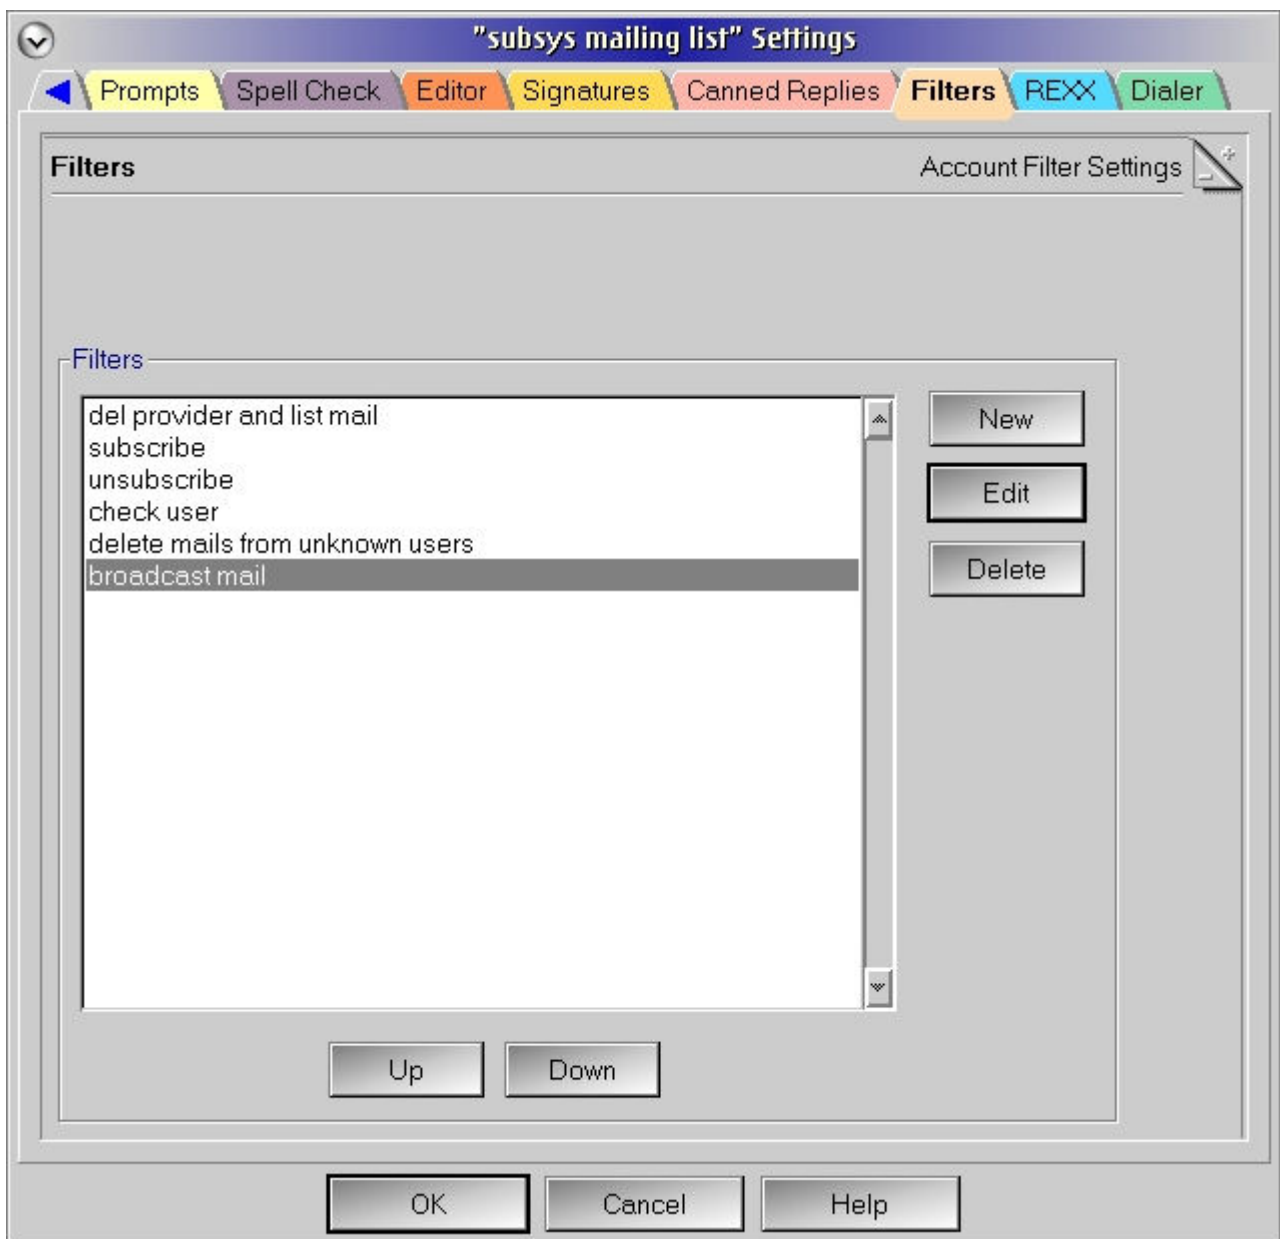 "subsys mailing list" Settings
Prompts Spell Check Editor Signatures Canned Replies Filters REXX Dialer
Filters Account Filter Settings
Filters
del provider and list mail
subscribe
unsubscribe
check user
delete mails from unknown users
broadcast mail
New
Edit
Delete
Up Down
OK Cancel Help